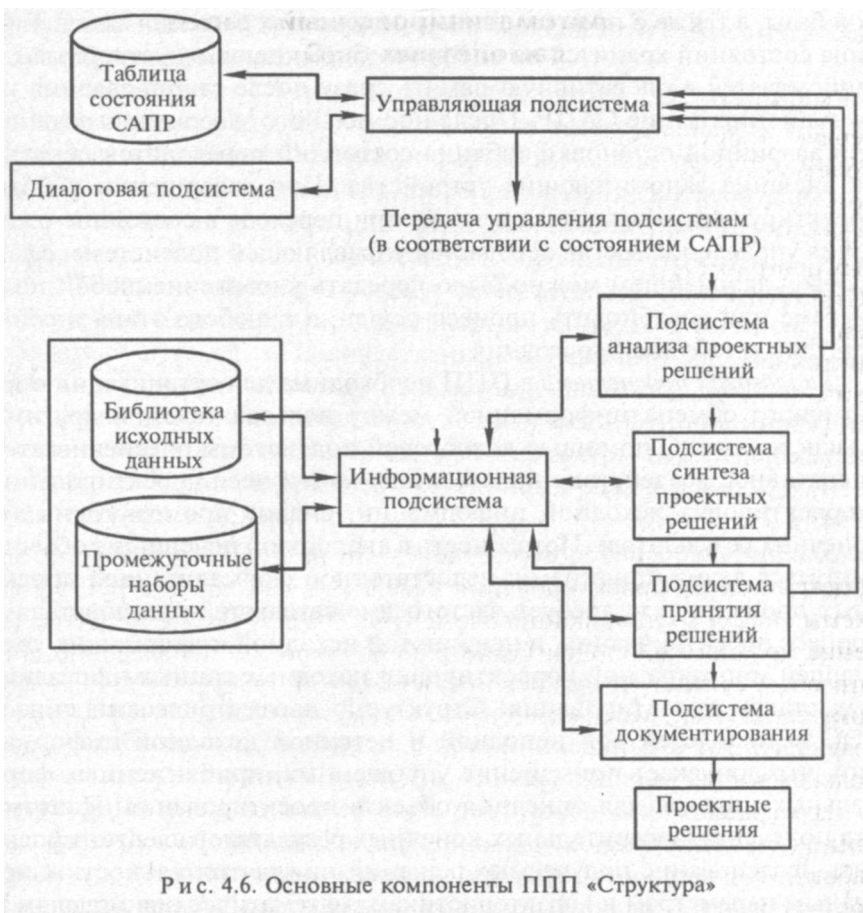 Таблица
состояния
САПР
Управляющая подсистема
Диалоговая подсистема
Передача управления подсистемам
(в соответствии с состоянием САПР)
Подсистема
анализа проектных
решений
Библиотека
исходных
данных
Информационная
Подсистема
синтеза
проектных
решений
Промежуточные
наборы
данных
Подсистема
принятия
решений
Подсистема
документирования
Проектные
решения
Рис. 4.6. Основные компоненты ППП «Структура»